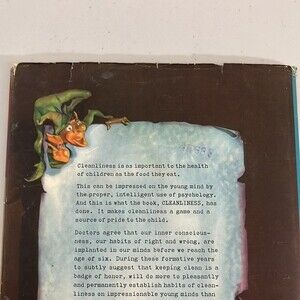 Cleanliness is as important to the health
of children as the food they eat.
This can be impressed on the young mind by
the proper, intelligent use of psychology.
And this is what the book, CLEANLINESS, has
done. It makes cleanliness a game and a
source of pride to the child.
Doctors agree that our inner conscious-
ness, our habits of right and wrong, are
implanted in our minds before we reach the
age of six. During these formative years
to subtly suggest that keeping clean is a
badge of honor, will do more to pleasantly
and permanently establish habits of clean-
liness on impressionable young minds than